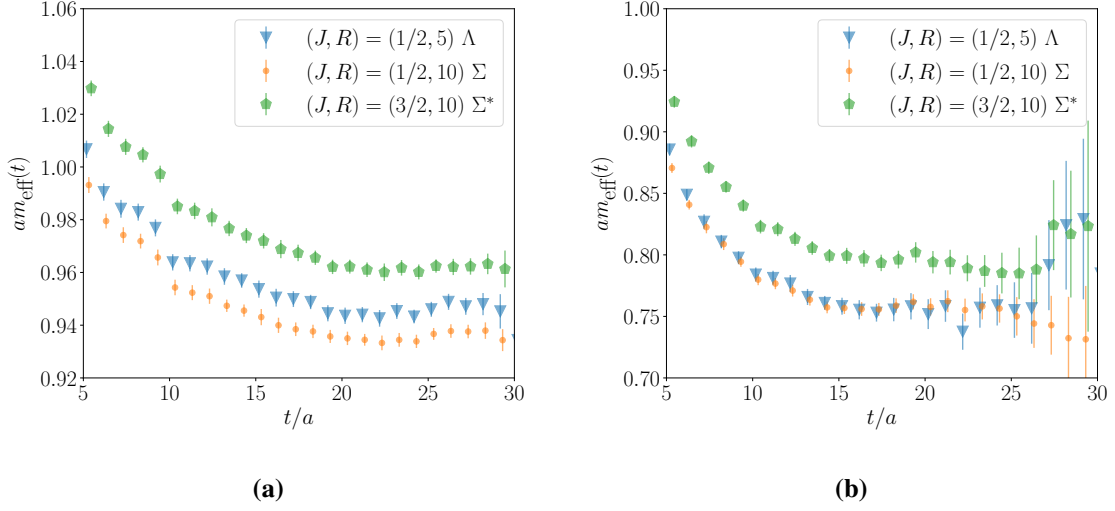 1.06
1.04
1.02
1.00
0.98
0.96
0.94
0.92
am_eff(t)
(J, R) = (1/2, 5) Λ
(J, R) = (1/2, 10) Σ
(J, R) = (3/2, 10) Σ*
5 10 15 20 25 30
t/a
(a)
1.00
0.95
0.90
0.85
0.80
0.75
0.70
am_eff(t)
(J, R) = (1/2, 5) Λ
(J, R) = (1/2, 10) Σ
(J, R) = (3/2, 10) Σ*
5 10 15 20 25 30
t/a
(b)